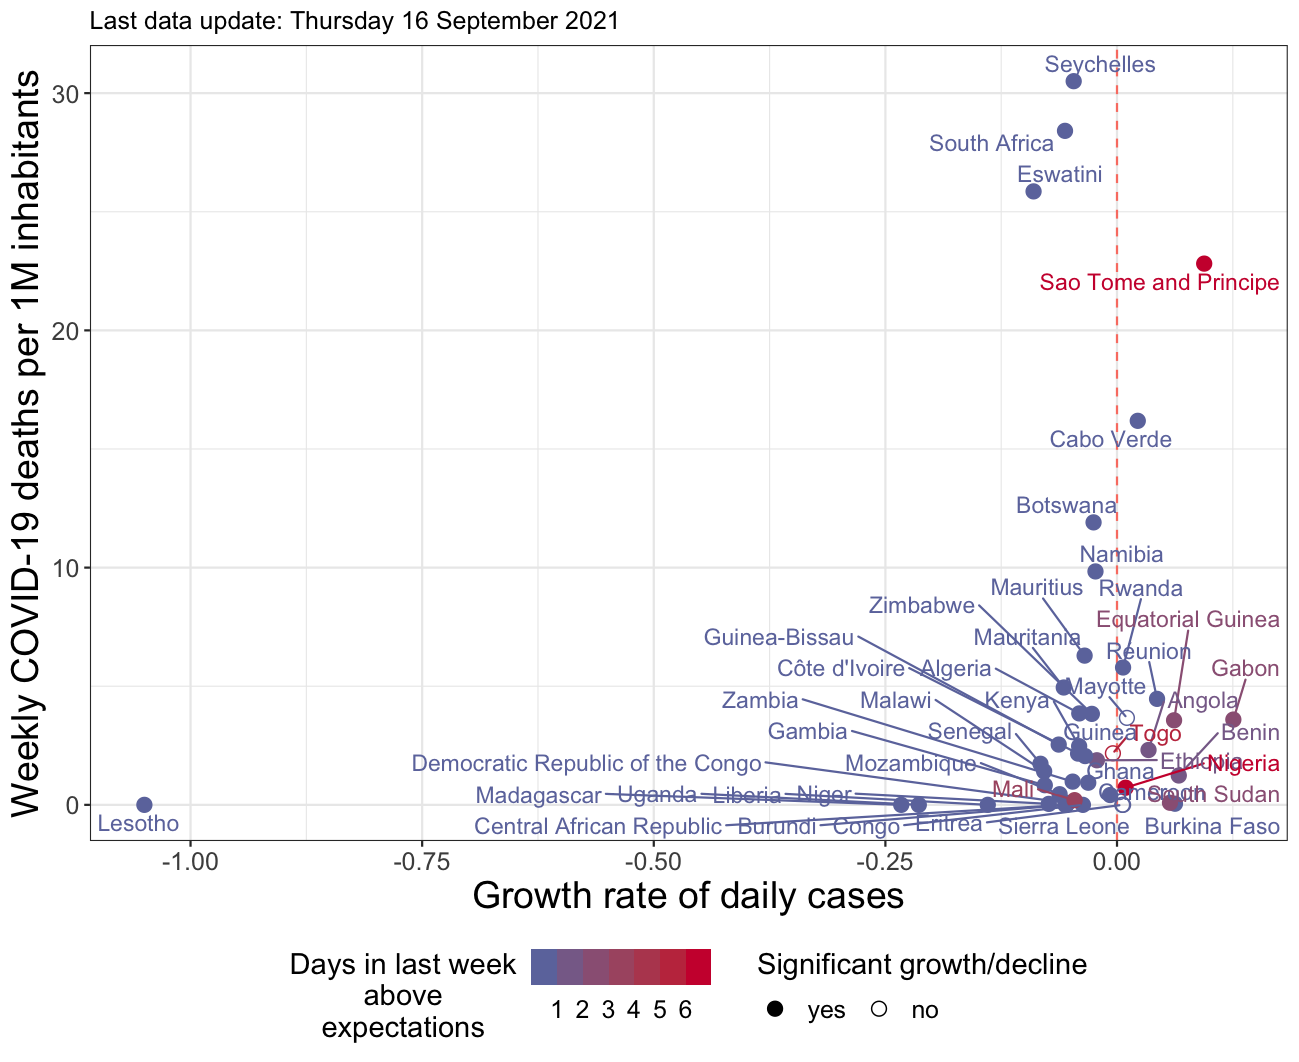 Last data update: Thursday 16 September 2021
Weekly COVID-19 deaths per 1M inhabitants
30
20
10
0
Seychelles
South Africa
Eswatini
Sao Tome and Principe
Cabo Verde
Botswana
Namibia
Mauritius
Rwanda
Zimbabwe
Equatorial Guinea
Guinea-Bissau
Mauritania
Réunion
Côte d'Ivoire
Algeria
Gabon
Mayotte
Zambia
Malawi
Kenya
Angola
Gambia
Senegal
Guinea
Togo
Benin
Democratic Republic of the Congo
Mozambique
Ethiopia
Nigeria
Ghana
Madagascar
Uganda
Liberia
Niger
Mali
Cameroon
South Sudan
Lesotho
Central African Republic
Burundi
Congo
Eritrea
Sierra Leone
Burkina Faso
-1.00
-0.75
-0.50
-0.25
0.00
Growth rate of daily cases
Days in last week
above
expectations
1 2 3 4 5 6
Significant growth/decline
yes
no